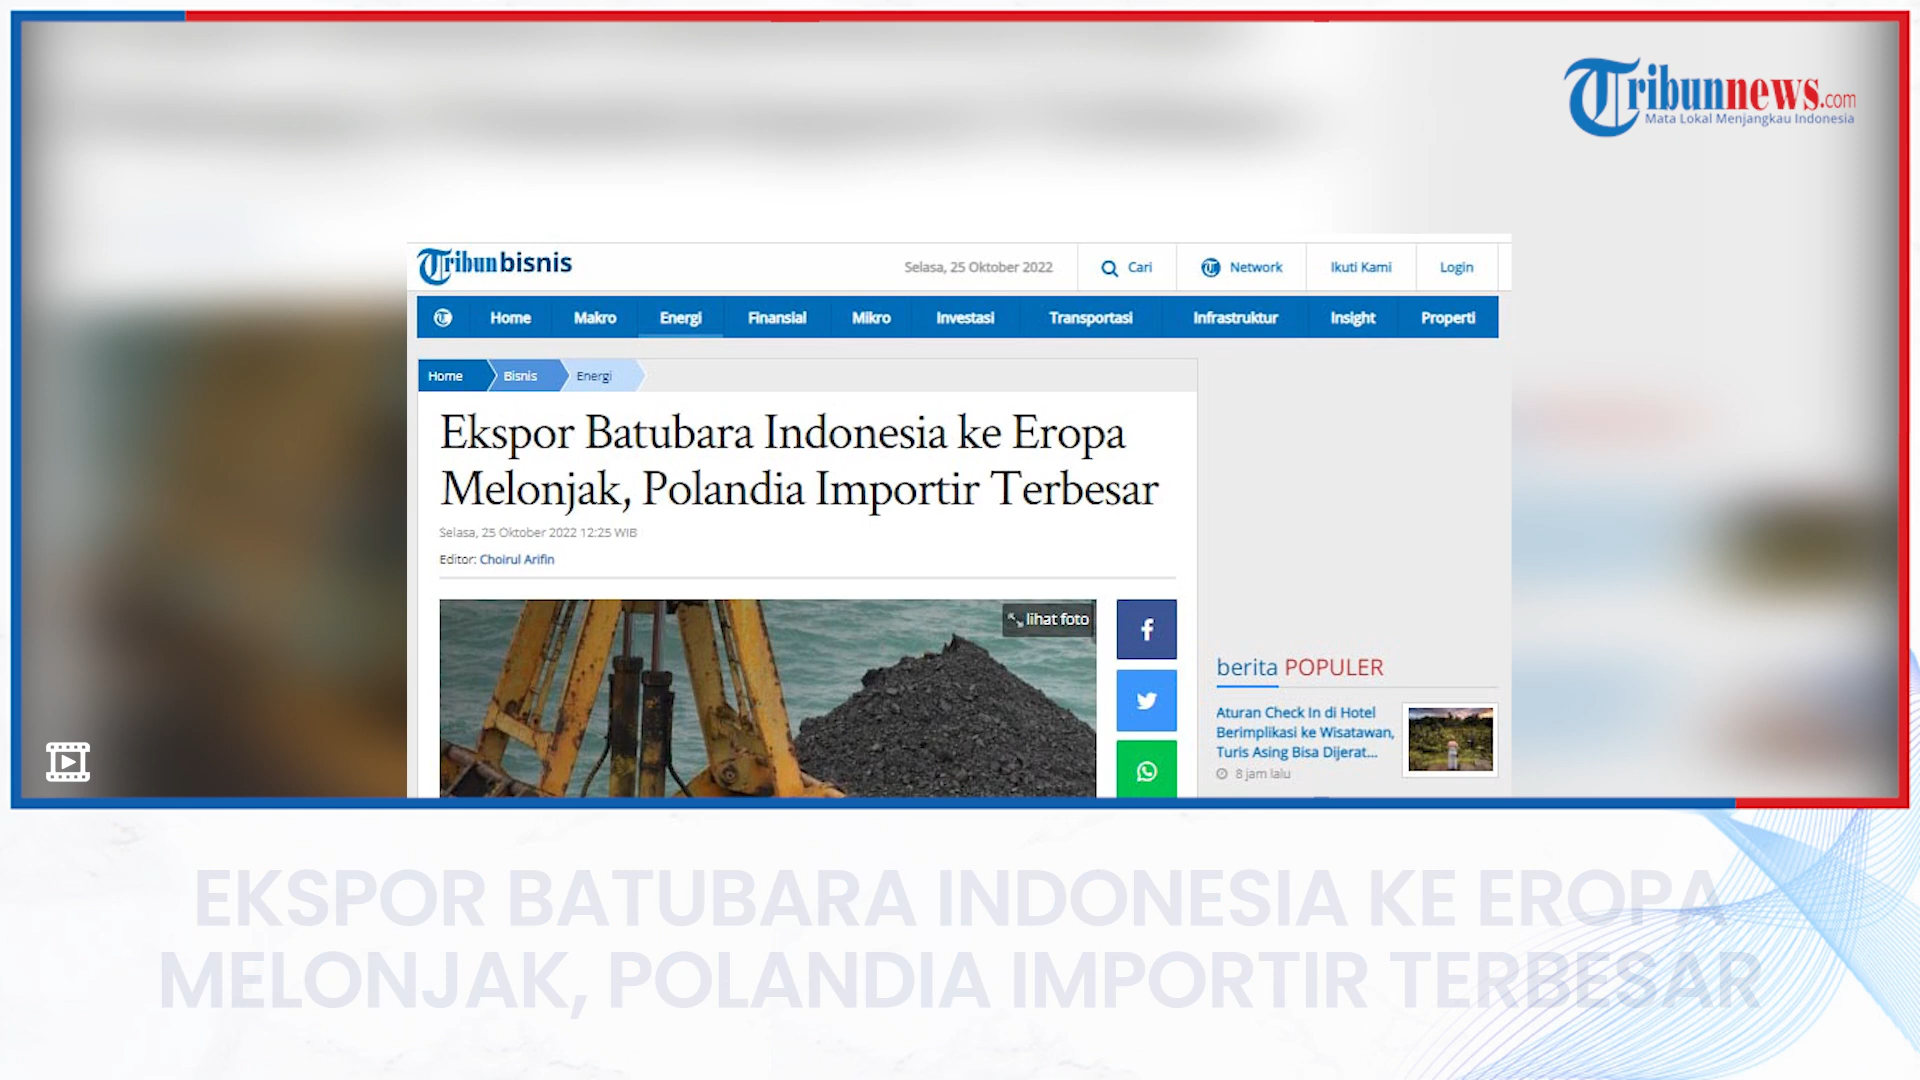 Tribunnews.com
Mata Lokal Menjangkau Indonesia
Tribunbisnis
Selasa, 25 Oktober 2022
Cari
Network
Ikuti Kami
Login
Home
Makro
Energi
Finansial
Mikro
Investasi
Transportasi
Infrastruktur
Insight
Properti
Home
Bisnis
Energi
Ekspor Batubara Indonesia ke Eropa
Melonjak, Polandia Importir Terbesar
Selasa, 25 Oktober 2022 12:25 WIB
Editor: Choirul Arifin
lihat foto
berita POPULER
Aturan Check In di Hotel
Berimplikasi ke Wisatawan,
Turis Asing Bisa Dijerat...
8 jam lalu
EKSPOR BATUBARA INDONESIA KE EROPA
MELONJAK, POLANDIA IMPORTIR TERBESAR